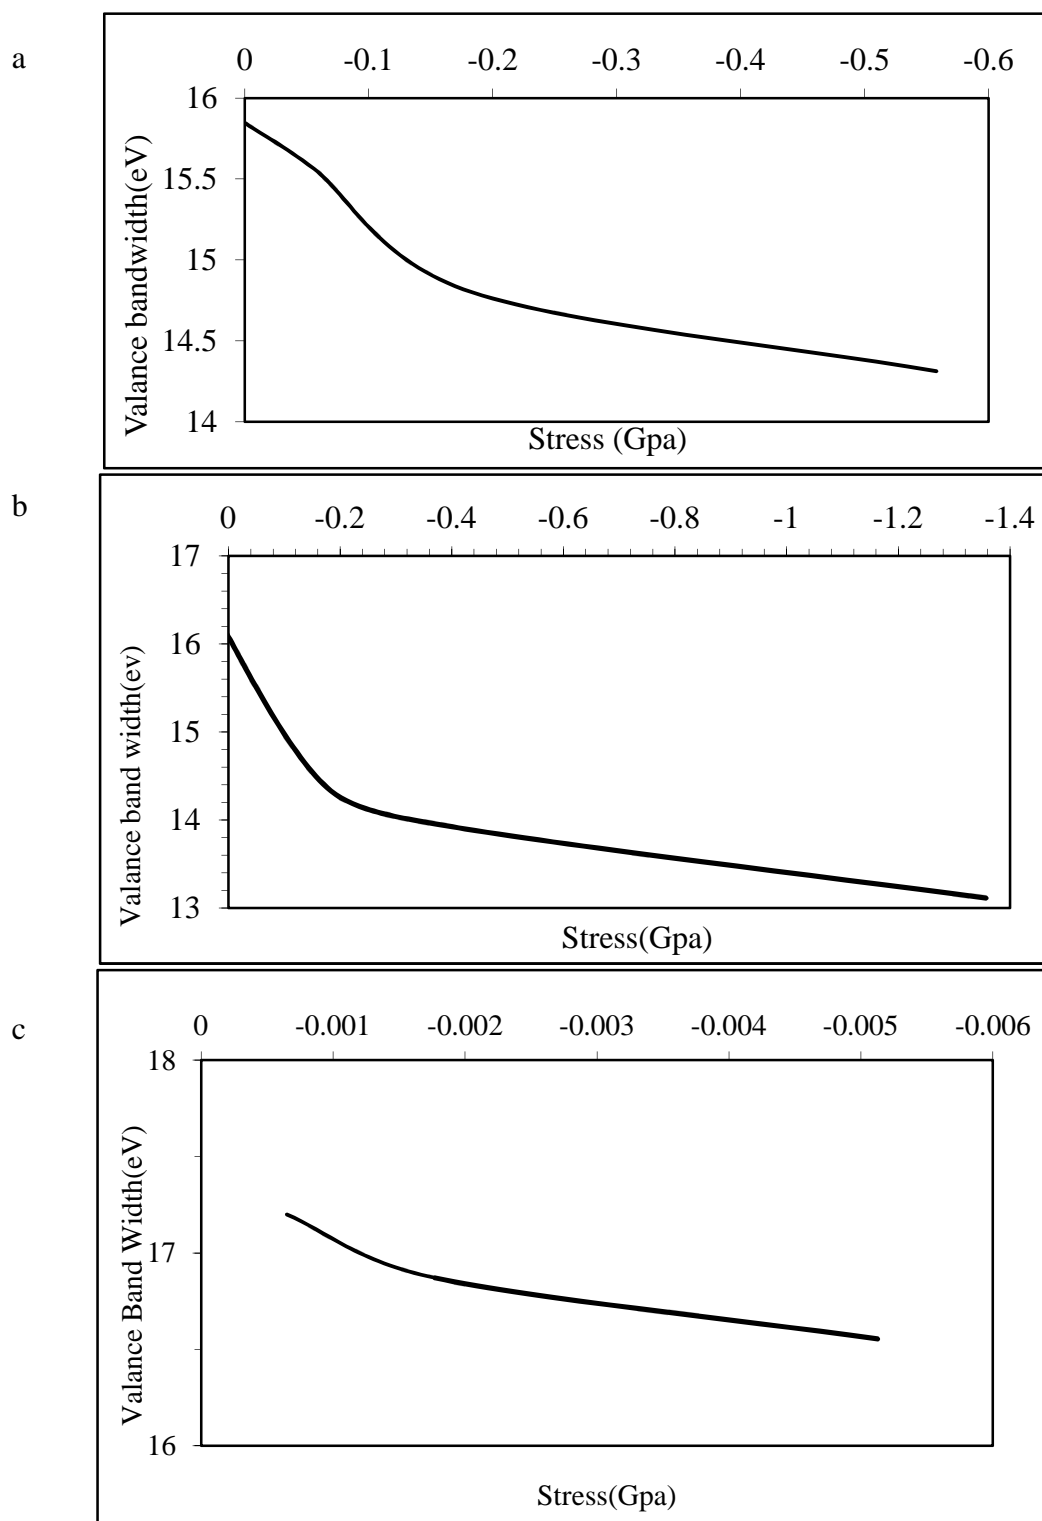 a
0 -0.1 -0.2 -0.3 -0.4 -0.5 -0.6
16
15.5
15
14.5
14
Valance bandwidth(eV)
Stress (Gpa)
b
0 -0.2 -0.4 -0.6 -0.8 -1 -1.2 -1.4
17
16
15
14
13
Valance band width(ev)
Stress(Gpa)
c
0 -0.001 -0.002 -0.003 -0.004 -0.005 -0.006
18
17
16
Valance Band Width(eV)
Stress(Gpa)